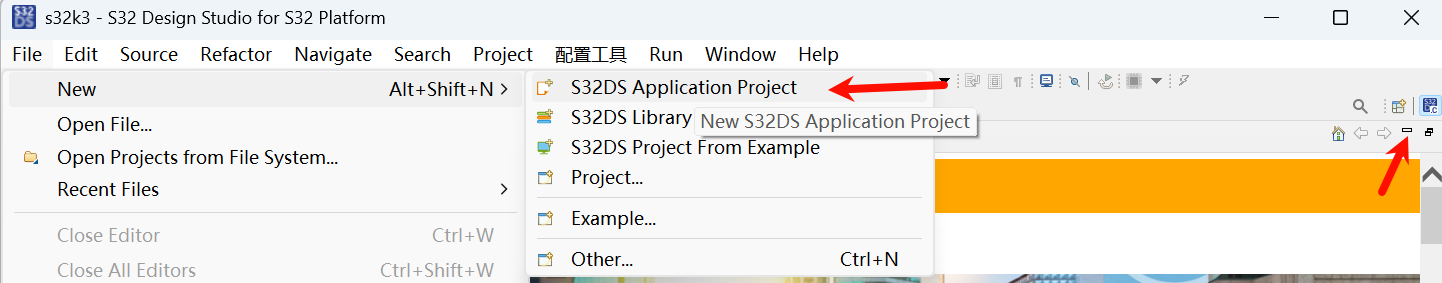 s32k3 - S32 Design Studio for S32 Platform
File Edit Source Refactor Navigate Search Project 配置工具 Run Window Help
New Alt+Shift+N
S32DS Application Project
Open File...
S32DS Library
New S32DS Application Project
Open Projects from File System...
S32DS Project From Example
Recent Files
Project...
Example...
Close Editor Ctrl+W
Close All Editors Ctrl+Shift+W
Other... Ctrl+N